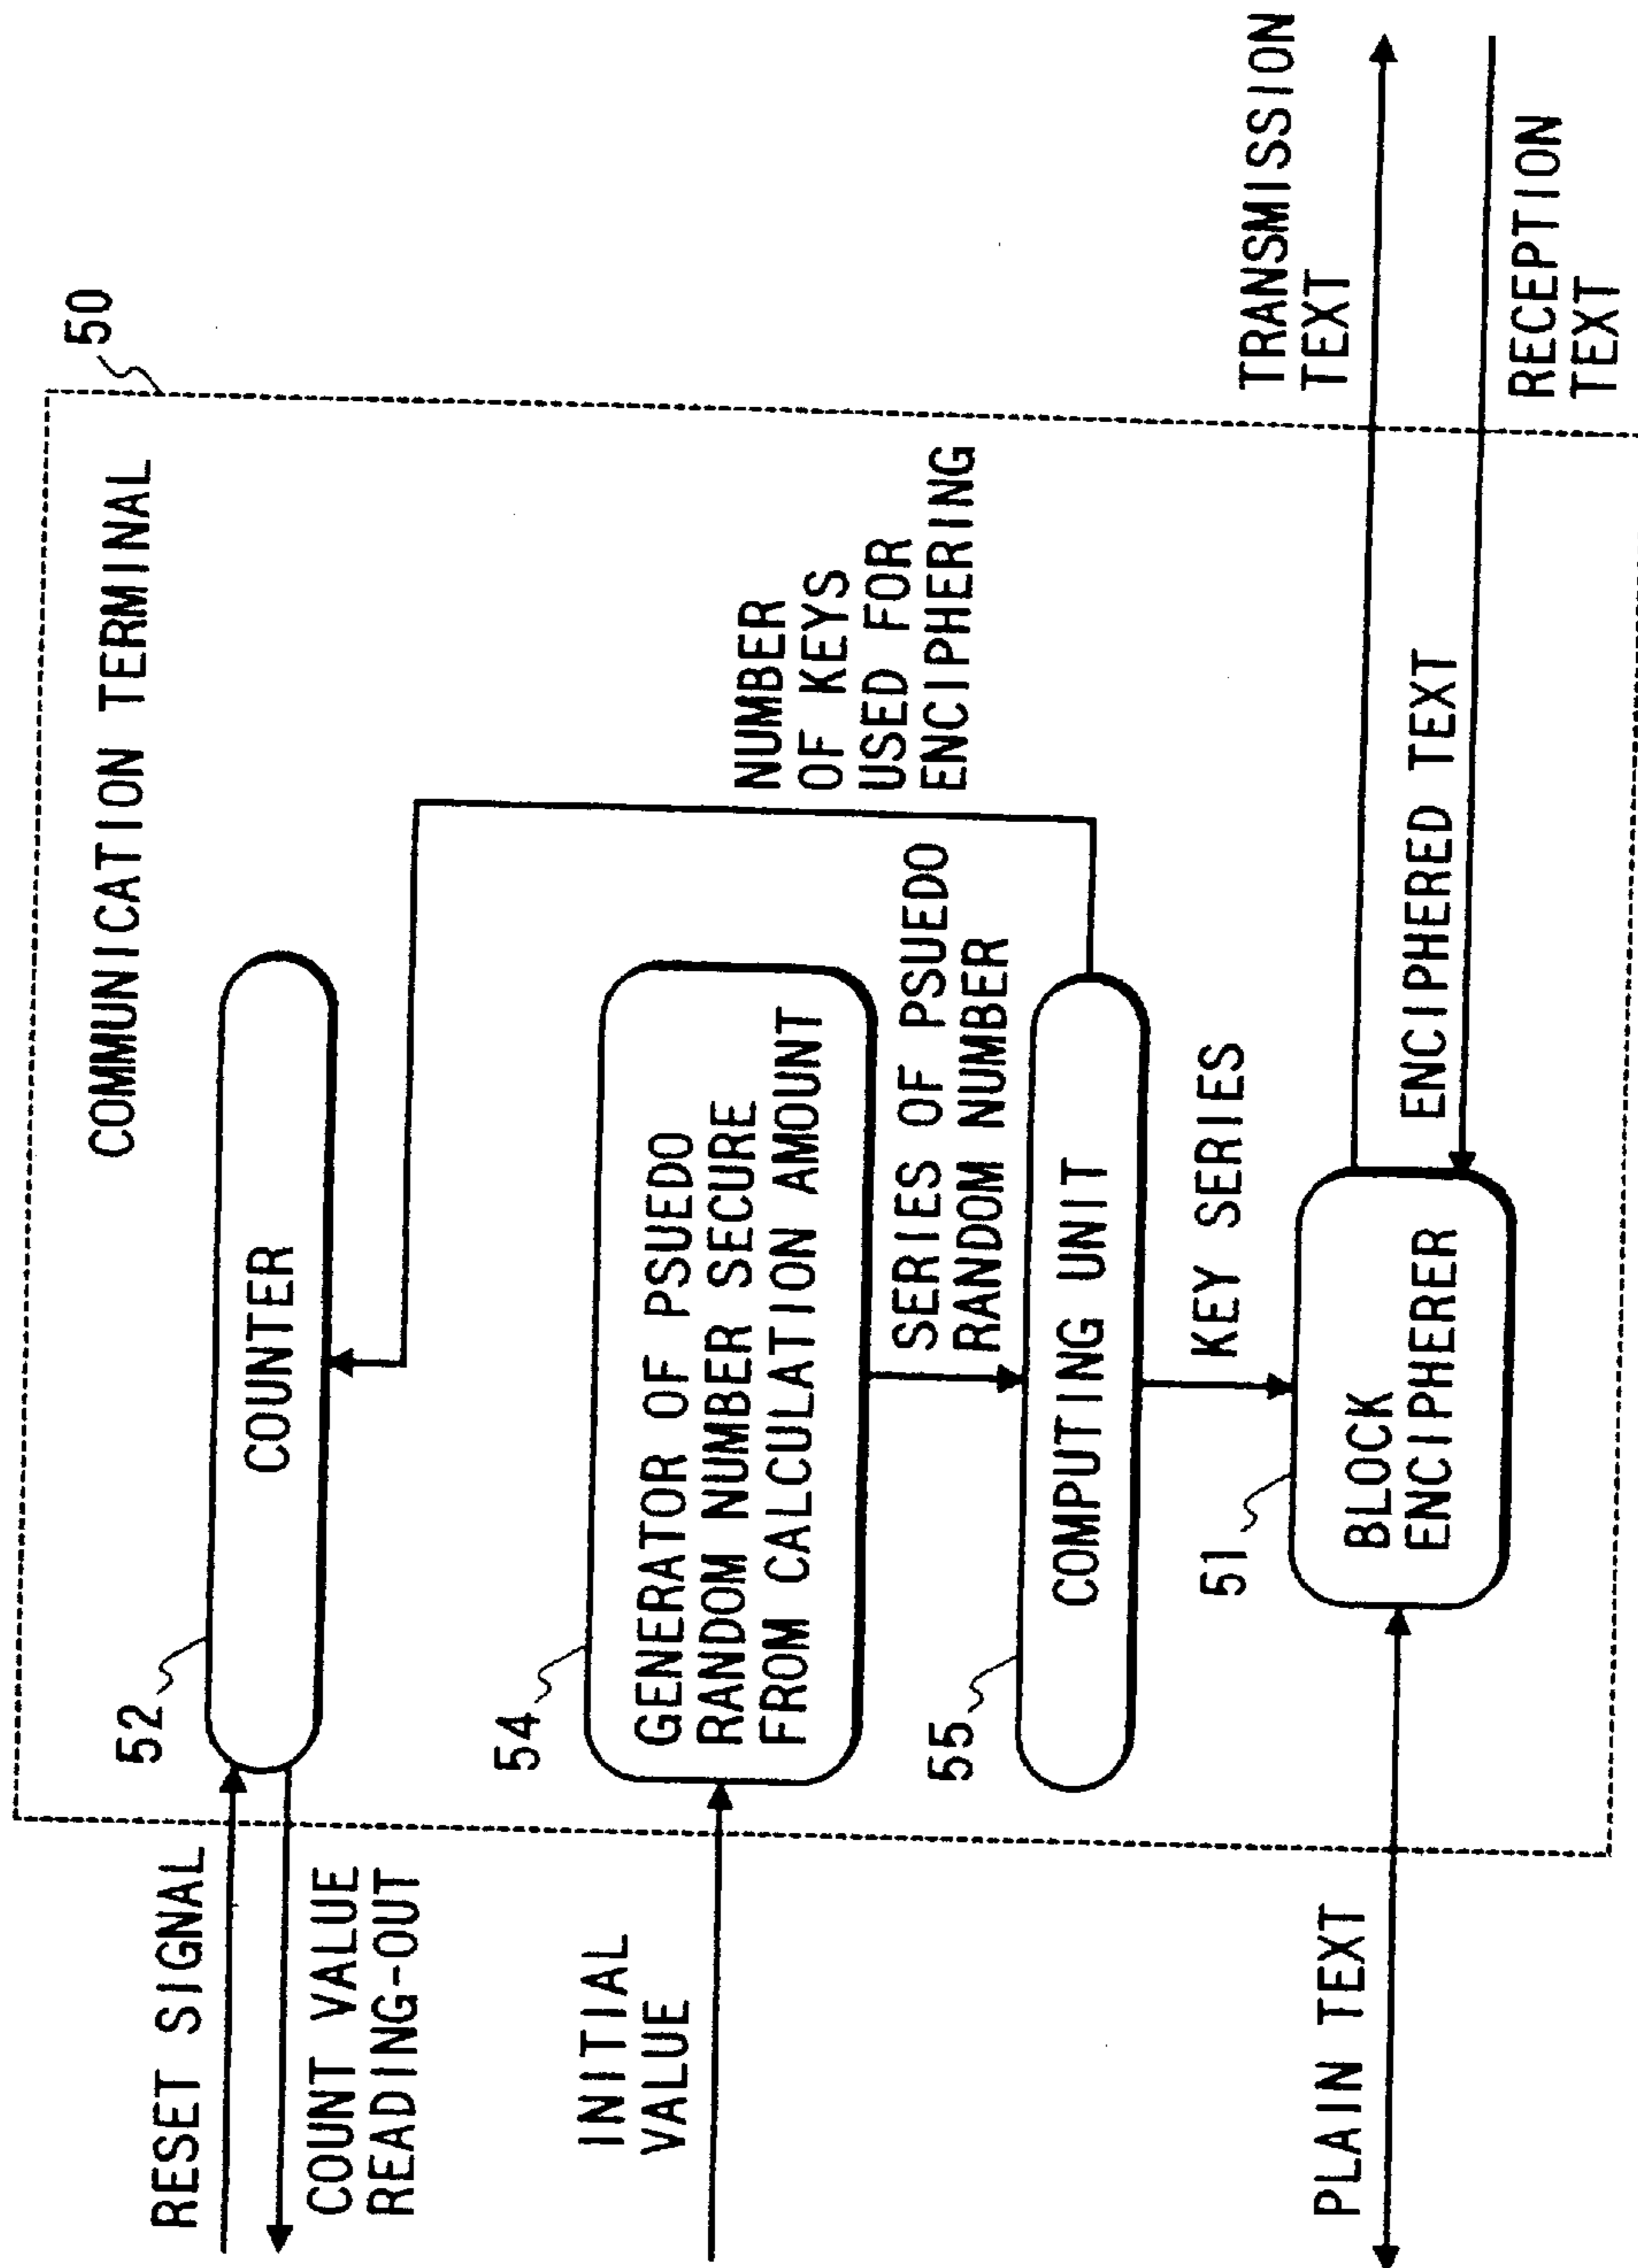 50
COMMUNICATION TERMINAL
RESET SIGNAL
COUNT VALUE
READING-OUT
52
COUNTER
NUMBER
OF KEYS
USED FOR
ENCIPHERING
INITIAL
VALUE
54
GENERATOR OF PSUEDO
RANDOM NUMBER SECURE
FROM CALCULATION AMOUNT
SERIES OF PSUEDO
RANDOM NUMBER
55
COMPUTING UNIT
KEY SERIES
51
BLOCK
ENCIPHERER
PLAIN TEXT
ENCIPHERED TEXT
TRANSMISSION
TEXT
RECEPTION
TEXT